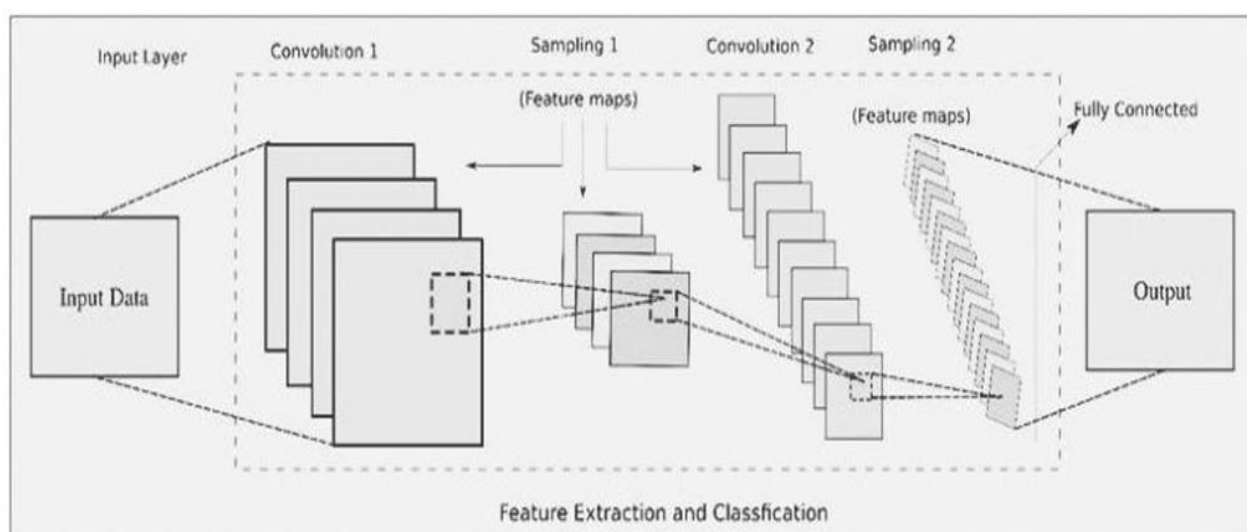 Input Layer
Convolution 1
Sampling 1
Convolution 2
Sampling 2
(Feature maps)
(Feature maps)
Fully Connected
Input Data
Output
Feature Extraction and Classfication